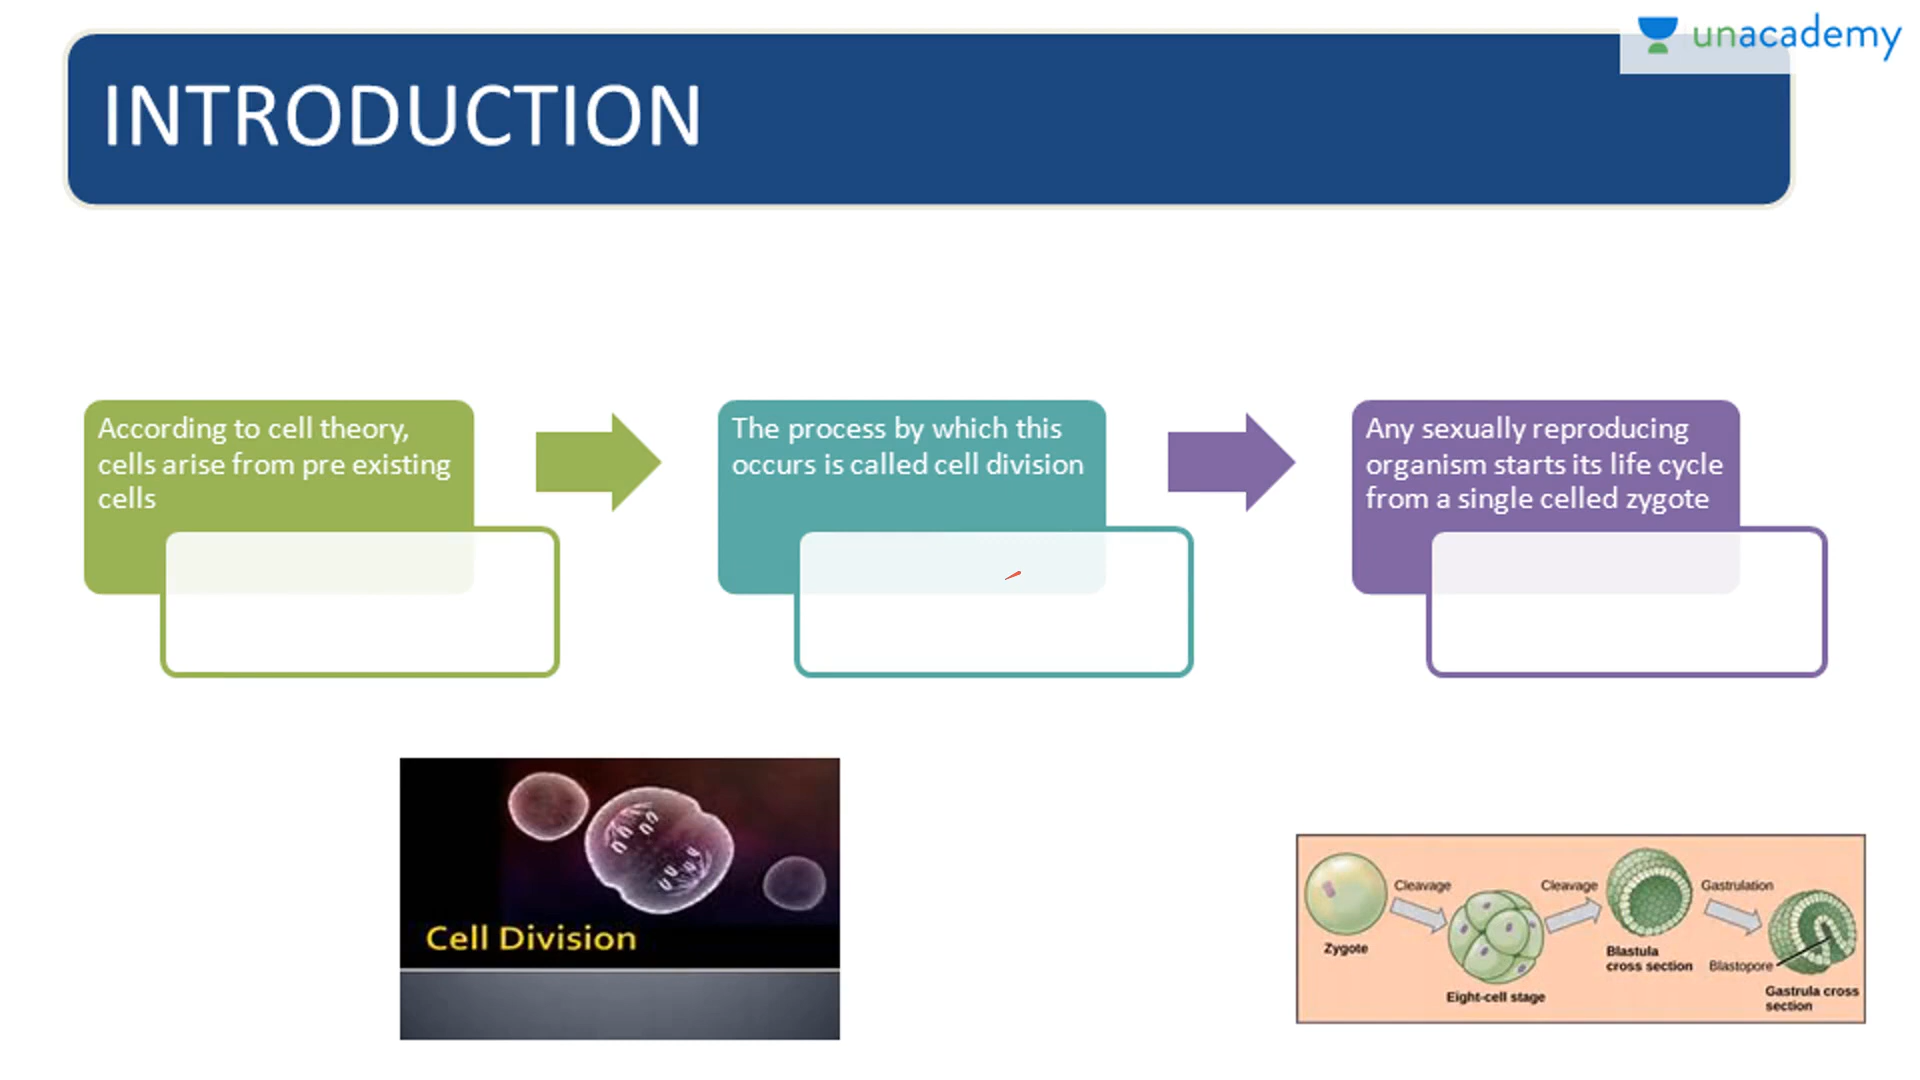 unacademy
INTRODUCTION
According to cell theory,
cells arise from pre existing
cells
The process by which this
occurs is called cell division
Any sexually reproducing
organism starts its life cycle
from a single celled zygote
Cell Division
Cleavage
Cleavage
Gastrulation
Zygote
Eight-cell stage
Blastula
cross section
Blastopore
Gastrula cross
section